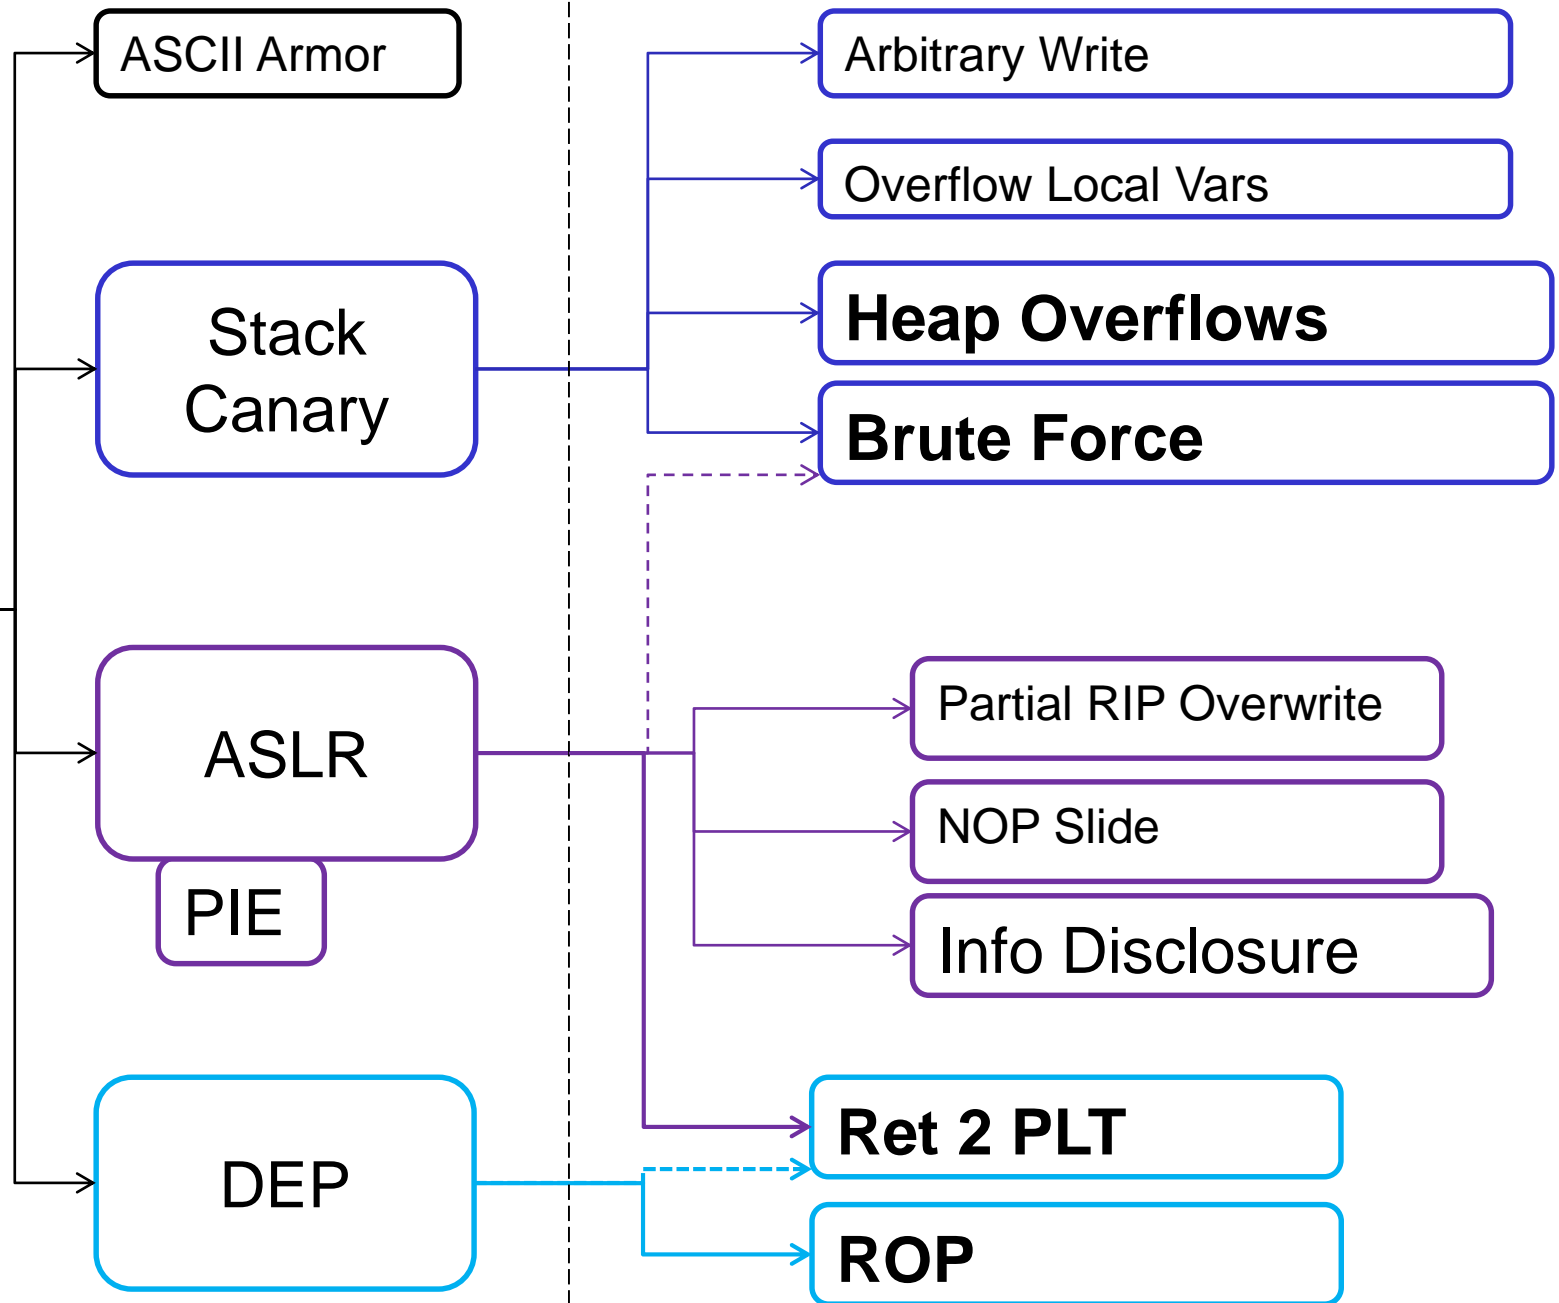 ASCII Armor
Arbitrary Write
Overflow Local Vars
Stack
Canary
Heap Overflows
Brute Force
ASLR
PIE
Partial RIP Overwrite
NOP Slide
Info Disclosure
DEP
Ret 2 PLT
ROP